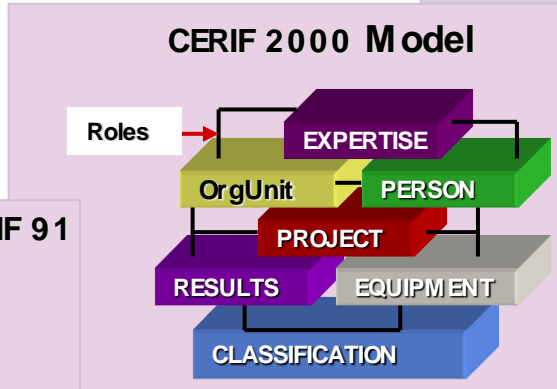 CERIF 2000 Model
Roles
EXPERTISE
OrgUnit
PERSON
IF 91
PROJECT
RESULTS
EQUIPMENT
CLASSIFICATION